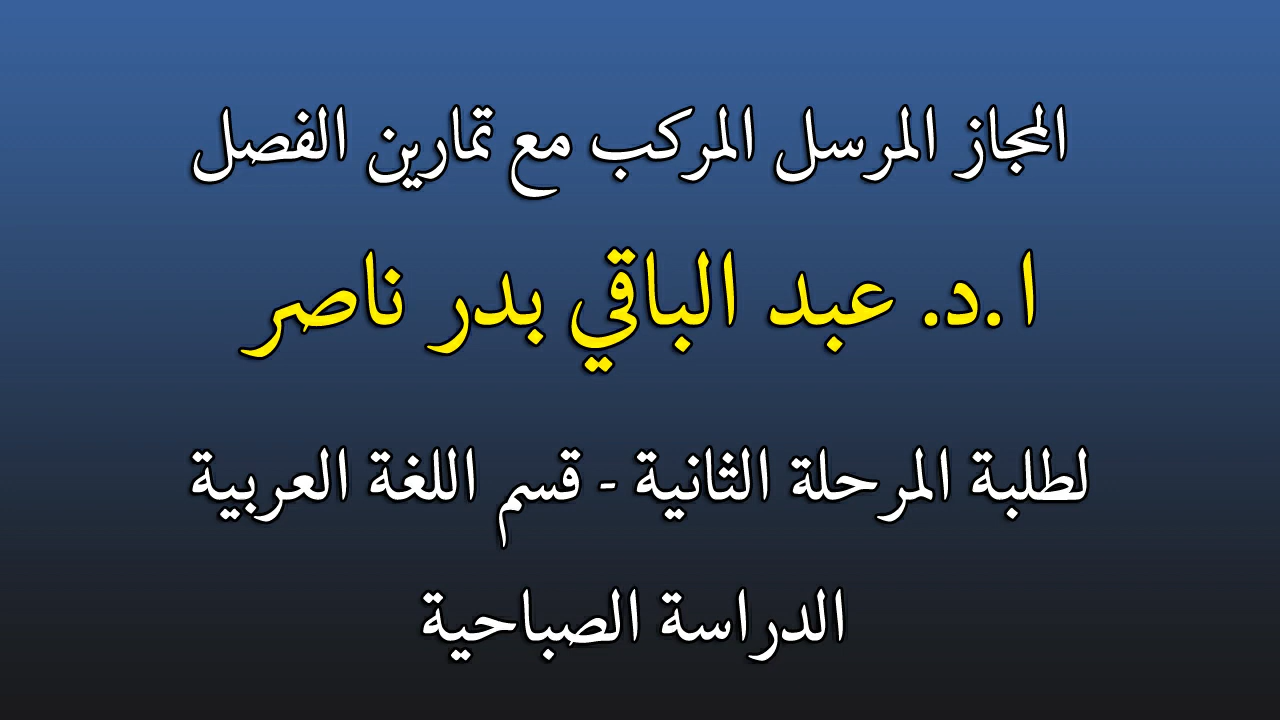 المجاز المرسل المركب مع تمارين الفصل
ا.د. عبد الباقي بدر ناصر
لطلبة المرحلة الثانية - قسم اللغة العربية
الدراسة الصباحية